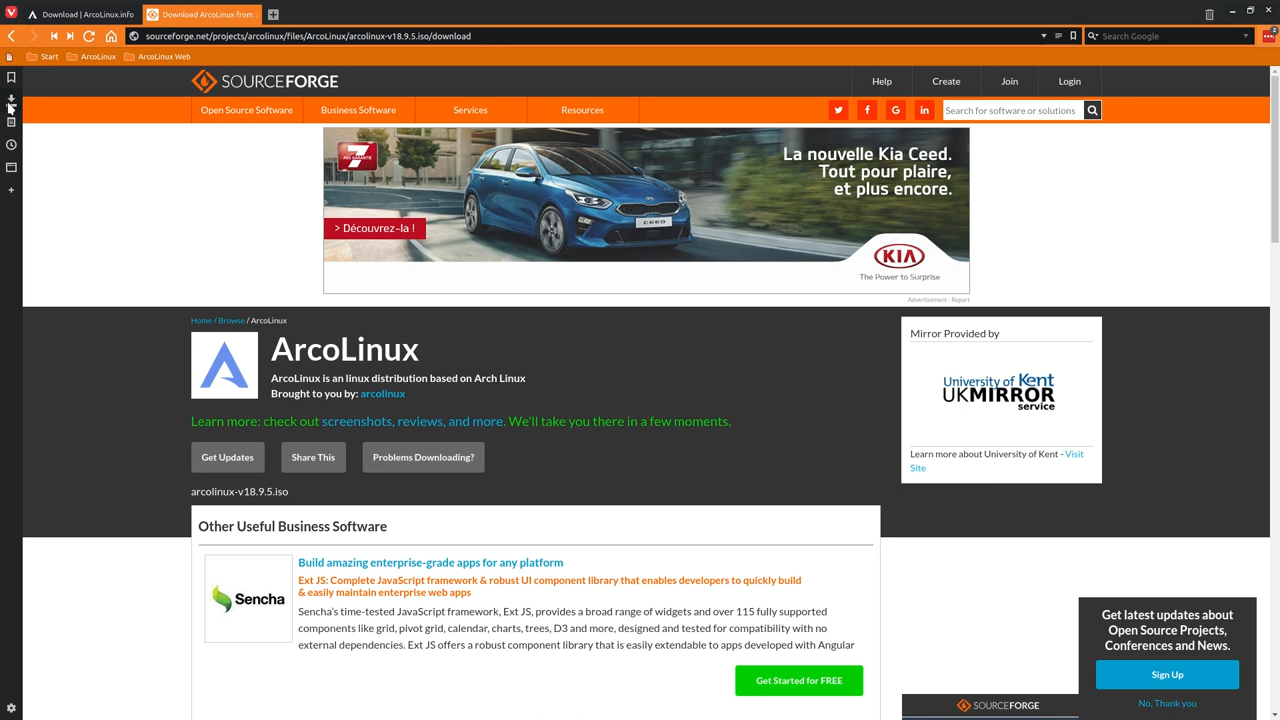 Download | ArcoLinux.info
Download ArcoLinux from
sourceforge.net/projects/arcolinux/files/ArcoLinux/arcolinux-v18.9.5.iso/download
Search Google
2
Start
ArcoLinux
ArcoLinux Web
SOURCEFORGE
Help
Create
Join
Login
Open Source Software
Business Software
Services
Resources
Search for software or solutions
7
ANS GARANTIE
La nouvelle Kia Ceed.
Tout pour plaire,
et plus encore.
> Découvrez-la !
CEED
KIA
The Power to Surprise
Advertisement - Report
Home / Browse / ArcoLinux
ArcoLinux
ArcoLinux is an linux distribution based on Arch Linux
Brought to you by: arcolinux
Learn more: check out screenshots, reviews, and more. We'll take you there in a few moments.
Get Updates
Share This
Problems Downloading?
arcolinux-v18.9.5.iso
Mirror Provided by
University of Kent
UKMIRROR
service
Learn more about University of Kent - Visit
Site
Other Useful Business Software
Sencha
Build amazing enterprise-grade apps for any platform
Ext JS: Complete JavaScript framework & robust UI component library that enables developers to quickly build
& easily maintain enterprise web apps
Sencha's time-tested JavaScript framework, Ext JS, provides a broad range of widgets and over 115 fully supported
components like grid, pivot grid, calendar, charts, trees, D3 and more, designed and tested for compatibility with no
external dependencies. Ext JS offers a robust component library that is easily extendable to apps developed with Angular
Get Started for FREE
Get latest updates about
Open Source Projects,
Conferences and News.
Sign Up
No, Thank you
SOURCEFORGE